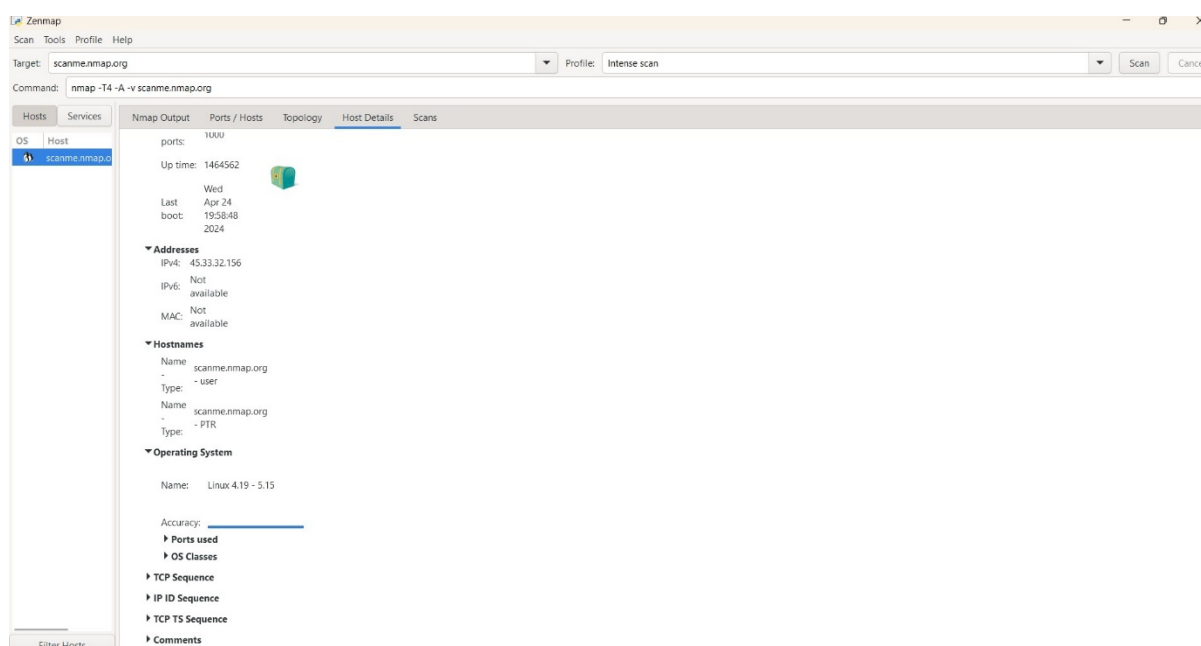 Zenmap
Scan Tools Profile Help
Target: scanme.nmap.org Profile: Intense scan Scan
Command: nmap -T4 -A -v scanme.nmap.org
Hosts Services Nmap Output Ports / Hosts Topology Host Details Scans
OS Host
scanme.nmap.o
ports: 1000
Up time: 1464562
Last boot: Wed Apr 24 19:58:48 2024
Addresses
IPv4: 45.33.32.156
IPv6: Not available
MAC: Not available
Hostnames
Name - Type: scanme.nmap.org - user
Name - Type: scanme.nmap.org - PTR
Operating System
Name: Linux 4.19 - 5.15
Accuracy:
Ports used
OS Classes
TCP Sequence
IP ID Sequence
TCP TS Sequence
Comments
Filter Hosts